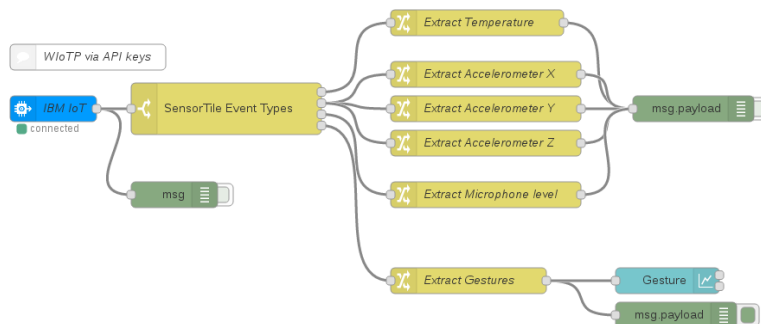 Extract Temperature
WIoTP via API keys
Extract Accelerometer X
IBM IoT
SensorTile Event Types
Extract Accelerometer Y
msg.payload
connected
Extract Accelerometer Z
msg
Extract Microphone level
Extract Gestures
Gesture
msg.payload